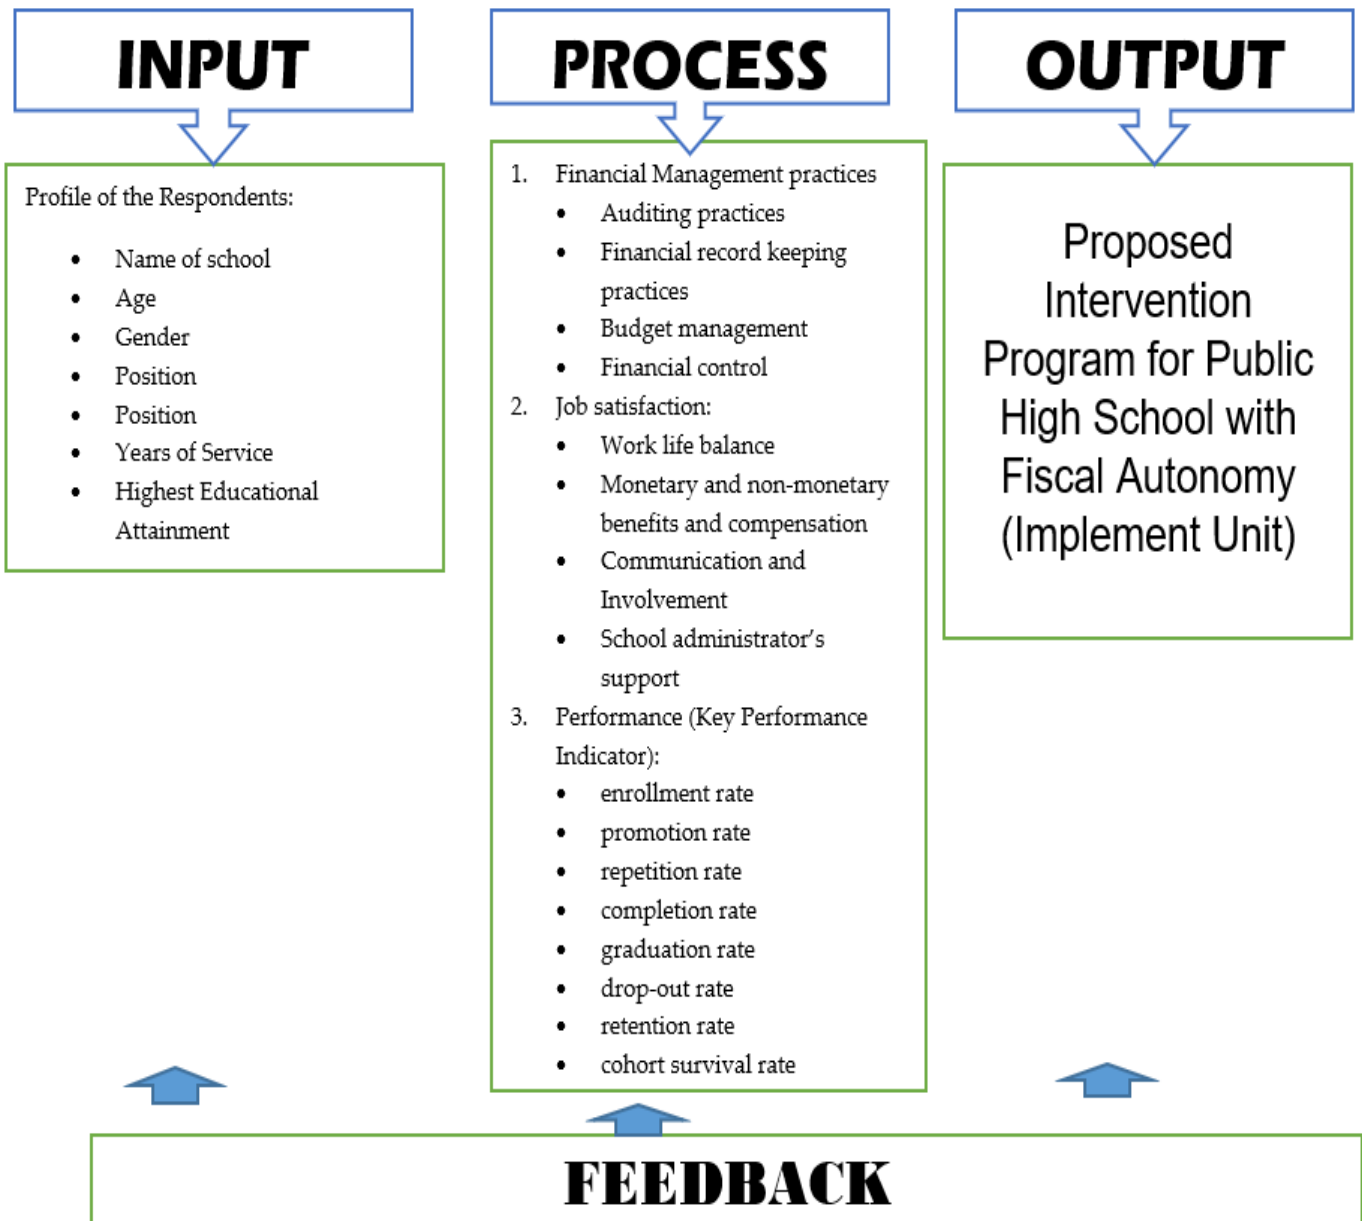 INPUT
Profile of the Respondents:
• Name of school
• Age
• Gender
• Position
• Position
• Years of Service
• Highest Educational
Attainment
PROCESS
1. Financial Management practices
• Auditing practices
• Financial record keeping
practices
• Budget management
• Financial control
2. Job satisfaction:
• Work life balance
• Monetary and non-monetary
benefits and compensation
• Communication and
Involvement
• School administrator’s
support
3. Performance (Key Performance
Indicator):
• enrollment rate
• promotion rate
• repetition rate
• completion rate
• graduation rate
• drop-out rate
• retention rate
• cohort survival rate
OUTPUT
Proposed
Intervention
Program for Public
High School with
Fiscal Autonomy
(Implement Unit)
FEEDBACK